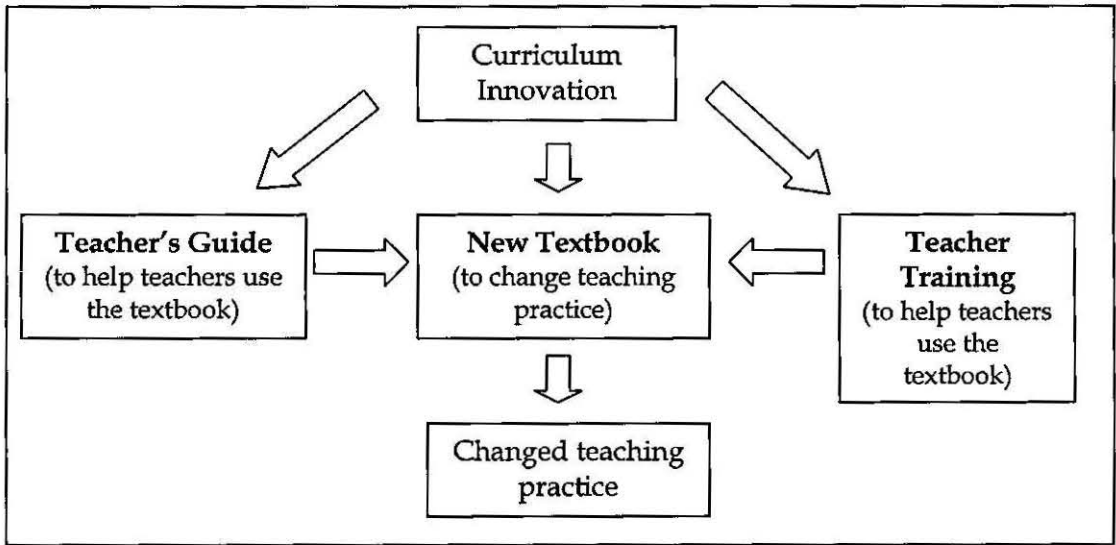 Curriculum
Innovation
Teacher's Guide
(to help teachers use
the textbook)
New Textbook
(to change teaching
practice)
Teacher
Training
(to help teachers
use the
textbook)
Changed teaching
practice